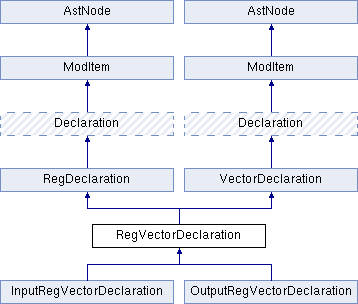 AstNode AstNode
ModItem ModItem
Declaration Declaration
RegDeclaration VectorDeclaration
RegVectorDeclaration
InputRegVectorDeclaration OutputRegVectorDeclaration